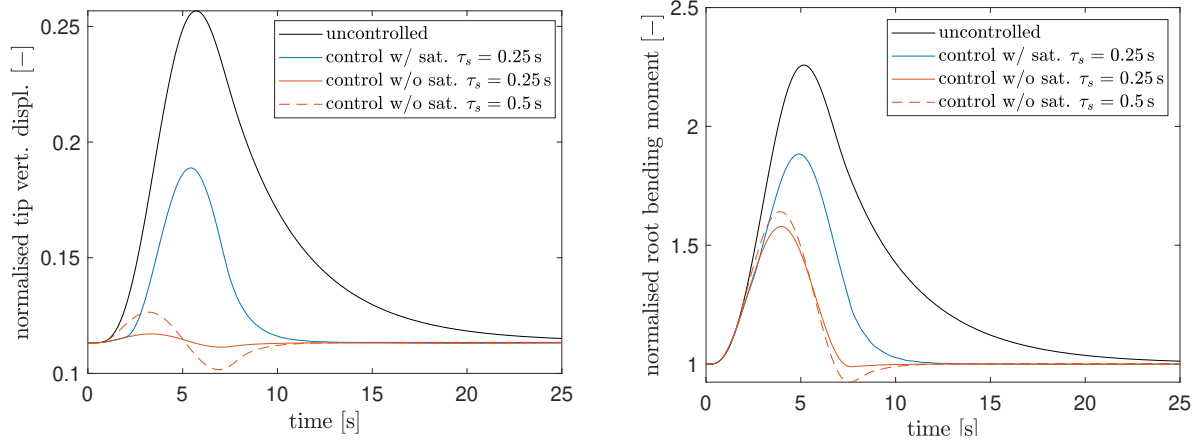 normalised tip vert. displ. [−]
0.25
0.2
0.15
0.1
uncontrolled
control w/ sat. τₛ = 0.25 s
control w/o sat. τₛ = 0.25 s
control w/o sat. τₛ = 0.5 s
0 5 10 15 20 25
time [s]
normalised root bending moment [−]
2.5
2
1.5
1
uncontrolled
control w/ sat. τₛ = 0.25 s
control w/o sat. τₛ = 0.25 s
control w/o sat. τₛ = 0.5 s
0 5 10 15 20 25
time [s]